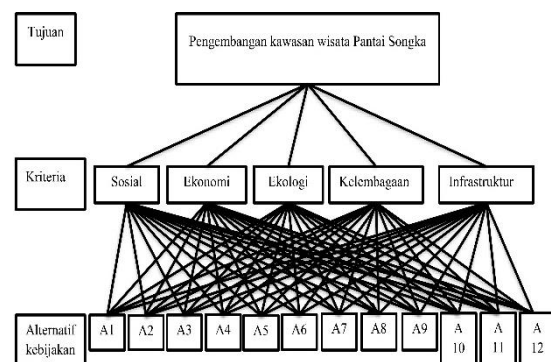 Tujuan
Pengembangan kawasan wisata Pantai Songka
Kriteria
Sosial
Ekonomi
Ekologi
Kelembagaan
Infrastruktur
Alternatif
kebijakan
A1
A2
A3
A4
A5
A6
A7
A8
A9
A
10
A
11
A
12